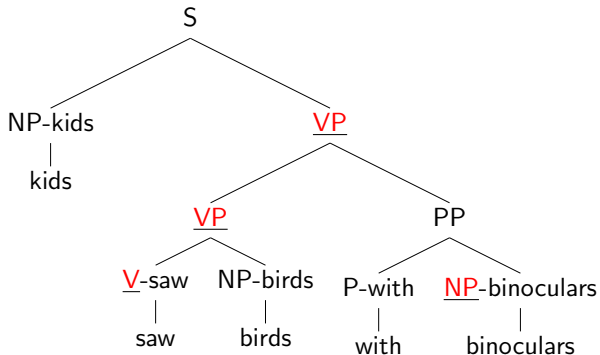 S
NP-kids VP
kids
VP PP
V-saw NP-birds P-with NP-binoculars
saw birds with binoculars